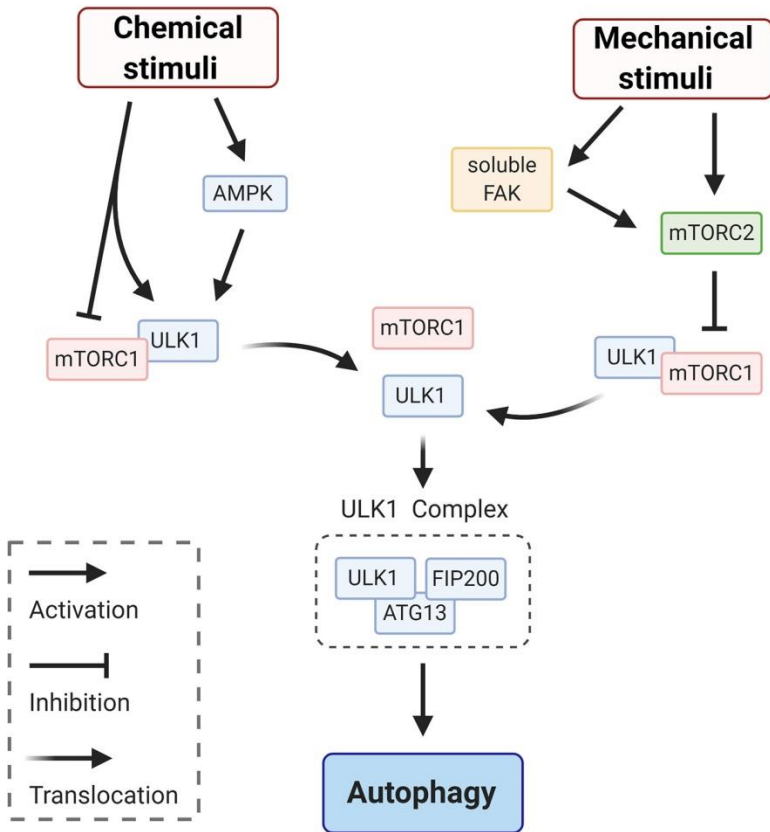 Chemical
stimuli
Mechanical
stimuli
AMPK
soluble
FAK
mTORC2
ULK1
mTORC1
mTORC1
ULK1
ULK1
mTORC1
ULK1 Complex
ULK1
FIP200
ATG13
Autophagy
Activation
Inhibition
Translocation